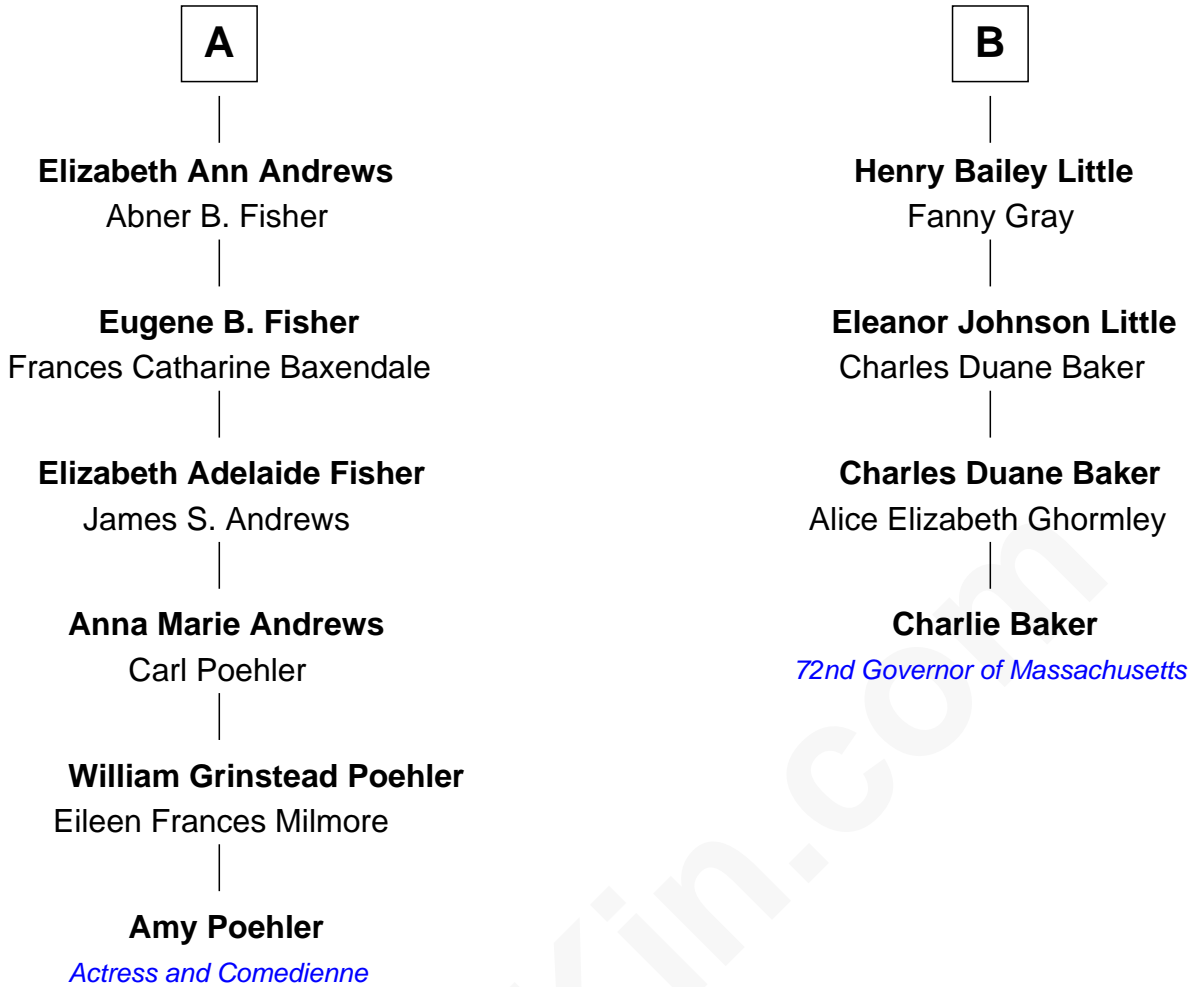 A
Elizabeth Ann Andrews
Abner B. Fisher
Eugene B. Fisher
Frances Catharine Baxendale
Elizabeth Adelaide Fisher
James S. Andrews
Anna Marie Andrews
Carl Poehler
William Grinstead Poehler
Eileen Frances Milmore
Amy Poehler
Actress and Comedienne
B
Henry Bailey Little
Fanny Gray
Eleanor Johnson Little
Charles Duane Baker
Charles Duane Baker
Alice Elizabeth Ghormley
Charlie Baker
72nd Governor of Massachusetts
Kin.com